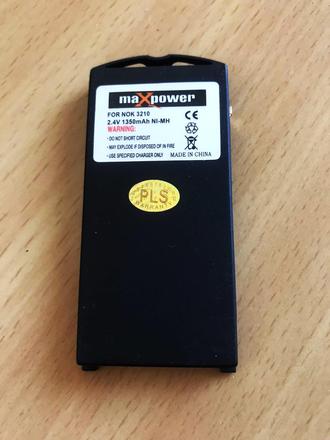 maXpower
FOR NOK 3210
2.4V 1350mAh NI-MH
WARNING:
• DO NOT SHORT CIRCUIT
• MAY EXPLODE IF DISPOSED OF IN FIRE
• USE SPECIFIED CHARGER ONLY MADE IN CHINA
PLS
WARRANTY